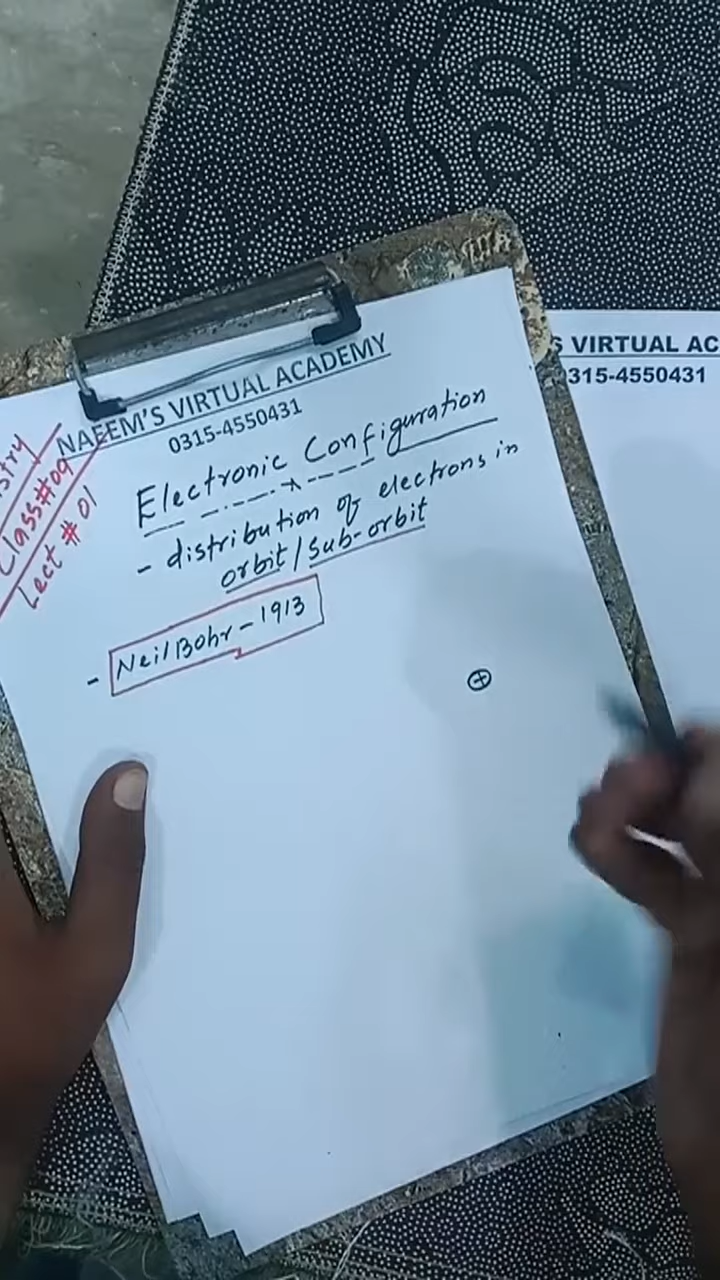 NAEEM'S VIRTUAL ACADEMY
0315-4550431
Class#09
Lect # 01
Electronic Configuration
- distribution of electrons in
orbit / Sub-orbit
- Neil Bohr - 1913
+
S VIRTUAL AC
315-4550431